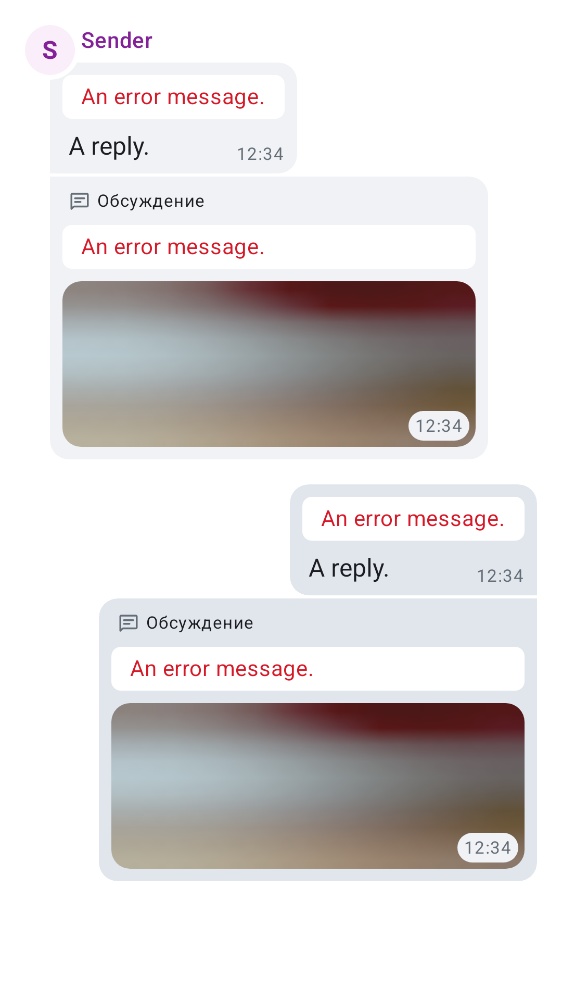 S
Sender
An error message.
A reply.
12:34
Обсуждение
An error message.
12:34
An error message.
A reply.
12:34
Обсуждение
An error message.
12:34